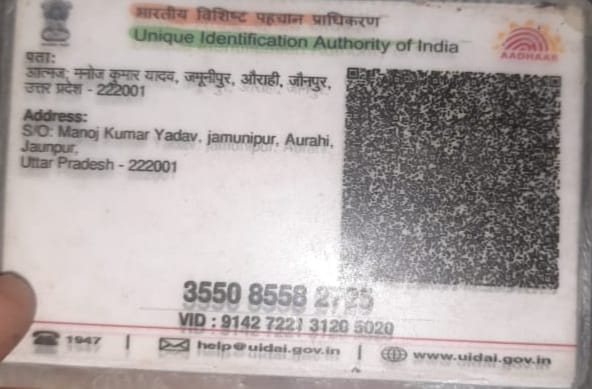 भारतीय विशिष्ट पहचान प्राधिकरण
Unique Identification Authority of India
AADHAAR
पता:
आत्मज: मनोज कुमार यादव, जमूनीपुर, औराही, जौनपुर,
उत्तर प्रदेश - 222001
Address:
S/O: Manoj Kumar Yadav, jamunipur, Aurahi,
Jaunpur,
Uttar Pradesh - 222001
3550 8558
VID : 9142 7221 3120 5020
1947 | help@uidai.gov.in | www.uidai.gov.in